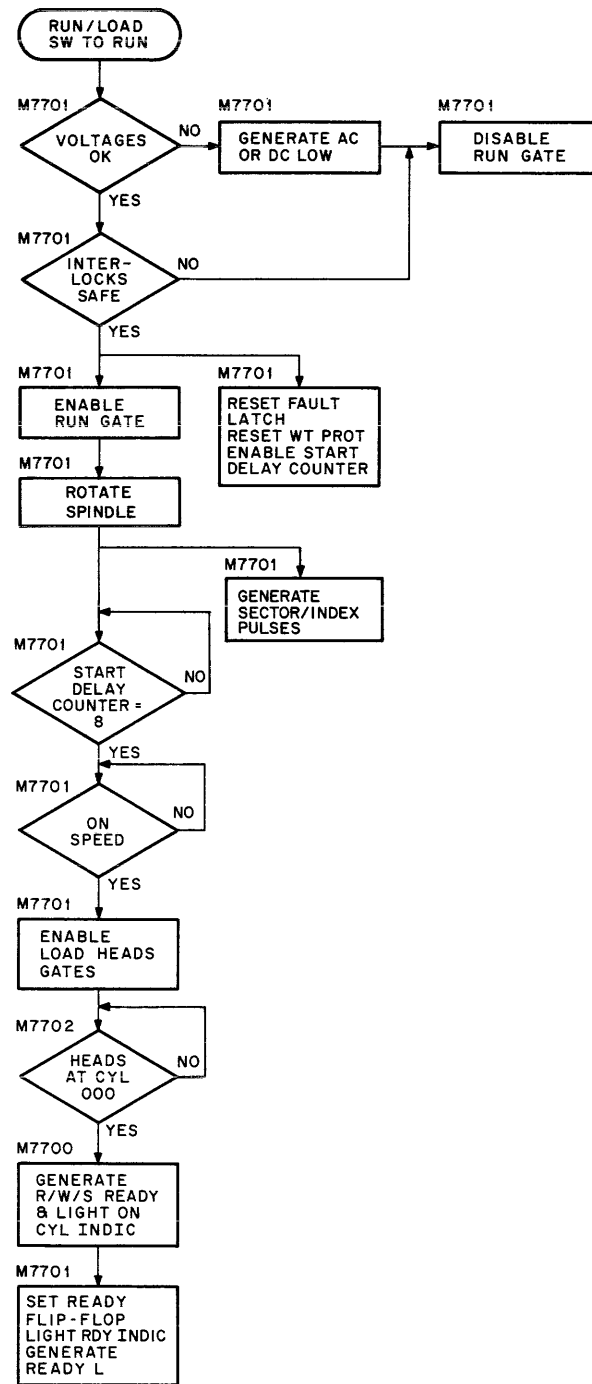 RUN/LOAD
SW TO RUN
M7701
VOLTAGES
OK
NO
YES
M7701
GENERATE AC
OR DC LOW
M7701
DISABLE
RUN GATE
M7701
INTER-
LOCKS
SAFE
NO
YES
M7701
ENABLE
RUN GATE
M7701
RESET FAULT
LATCH
RESET WT PROT
ENABLE START
DELAY COUNTER
M7701
ROTATE
SPINDLE
M7701
GENERATE
SECTOR/INDEX
PULSES
M7701
START
DELAY
COUNTER =
8
NO
YES
M7701
ON
SPEED
NO
YES
M7701
ENABLE
LOAD HEADS
GATES
M7702
HEADS
AT CYL
000
NO
YES
M7700
GENERATE
R/W/S READY
& LIGHT ON
CYL INDIC
M7701
SET READY
FLIP-FLOP
LIGHT RDY INDIC
GENERATE
READY L